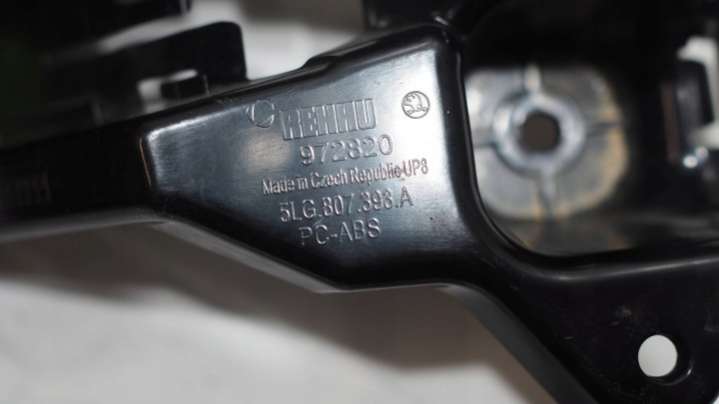 REHAU
972820
Made in Czech Republic UP8
5LG.807.393.A
PC-ABS